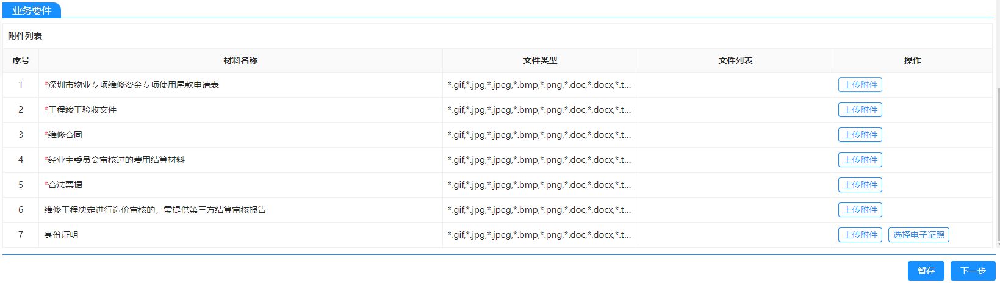 业务要件
附件列表
序号 材料名称 文件类型 文件列表 操作
1 *深圳市物业专项维修资金专项使用尾款申请表 *.gif,*.jpg,*.jpeg,*.bmp,*.png,*.doc,*.docx,*.t... 上传附件
2 *工程竣工验收文件 *.gif,*.jpg,*.jpeg,*.bmp,*.png,*.doc,*.docx,*.t... 上传附件
3 *维修合同 *.gif,*.jpg,*.jpeg,*.bmp,*.png,*.doc,*.docx,*.t... 上传附件
4 *经业主委员会审核过的费用结算材料 *.gif,*.jpg,*.jpeg,*.bmp,*.png,*.doc,*.docx,*.t... 上传附件
5 *合法票据 *.gif,*.jpg,*.jpeg,*.bmp,*.png,*.doc,*.docx,*.t... 上传附件
6 维修工程决定进行造价审核的，需提供第三方结算审核报告 *.gif,*.jpg,*.jpeg,*.bmp,*.png,*.doc,*.docx,*.t... 上传附件
7 身份证明 *.gif,*.jpg,*.jpeg,*.bmp,*.png,*.doc,*.docx,*.t... 上传附件 选择电子证照
暂存 下一步